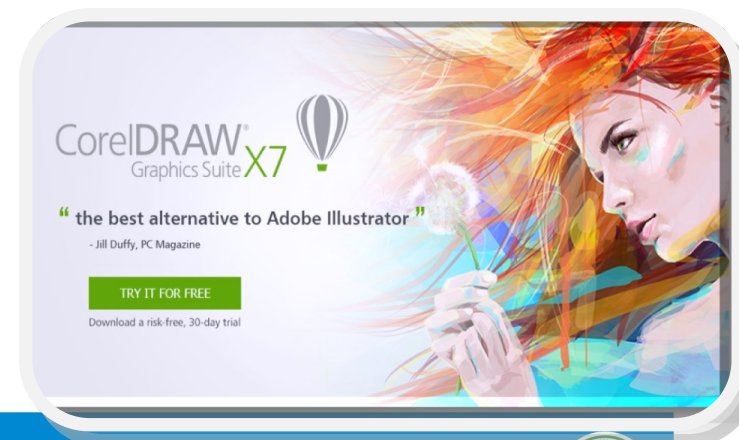 CorelDRAW® X7
Graphics Suite
“ the best alternative to Adobe Illustrator ”
- Jill Duffy, PC Magazine
TRY IT FOR FREE
Download a risk-free, 30-day trial